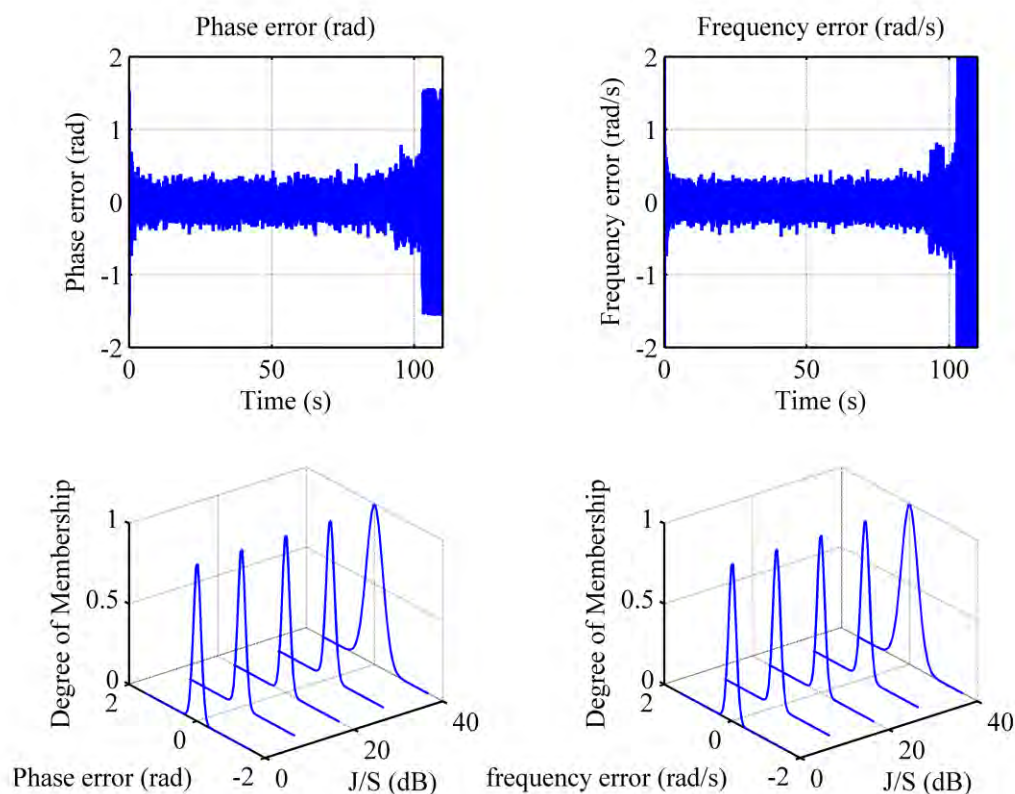 Phase error (rad)
Frequency error (rad/s)
Phase error (rad)
2
1
0
-1
-2
0
50
100
Time (s)
Frequency error (rad/s)
2
1
0
-1
-2
0
50
100
Time (s)
Degree of Membership
1
0.5
0
2
0
-2
Phase error (rad)
0
20
40
J/S (dB)
Degree of Membership
1
0.5
0
2
0
-2
frequency error (rad/s)
0
20
40
J/S (dB)